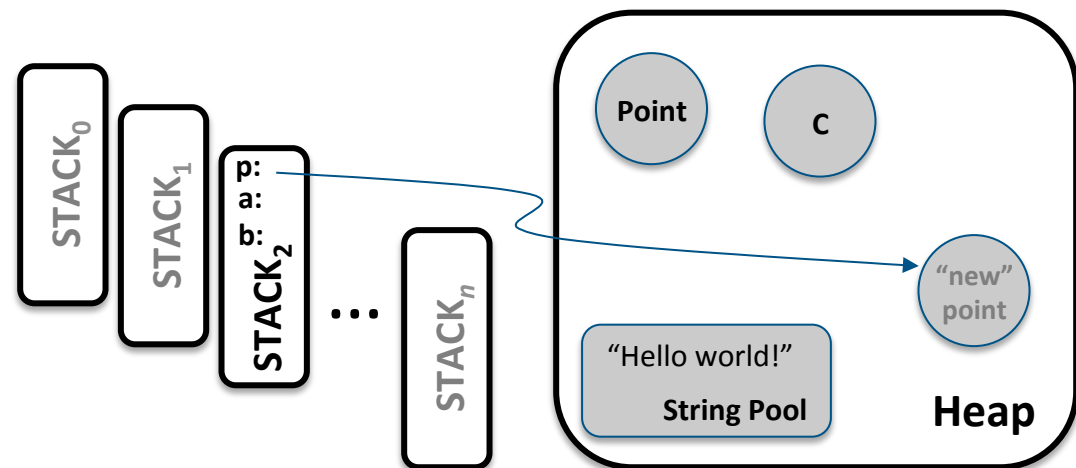 STACK0
STACK1
p:
a:
b:
STACK2
...
STACKn
Point
C
“new”
point
“Hello world!”
String Pool
Heap